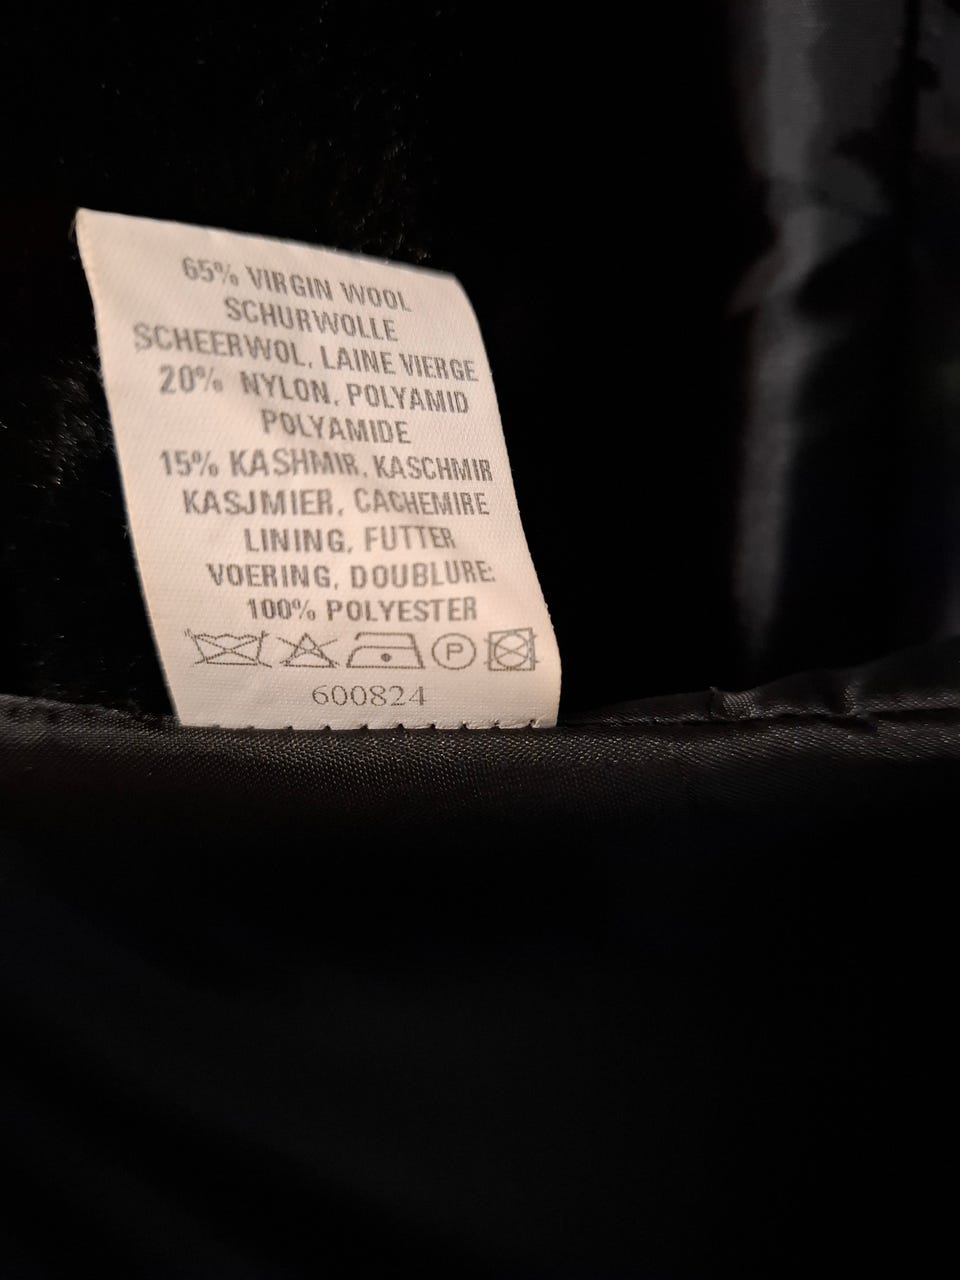 65% VIRGIN WOOL
SCHURWOLLE
SCHEERWOL, LAINE VIERGE
20% NYLON, POLYAMID
POLYAMIDE
15% KASHMIR, KASCHMIR
KASJMIER, CACHEMIRE
LINING, FUTTER
VOERING, DOUBLURE:
100% POLYESTER
P
600824